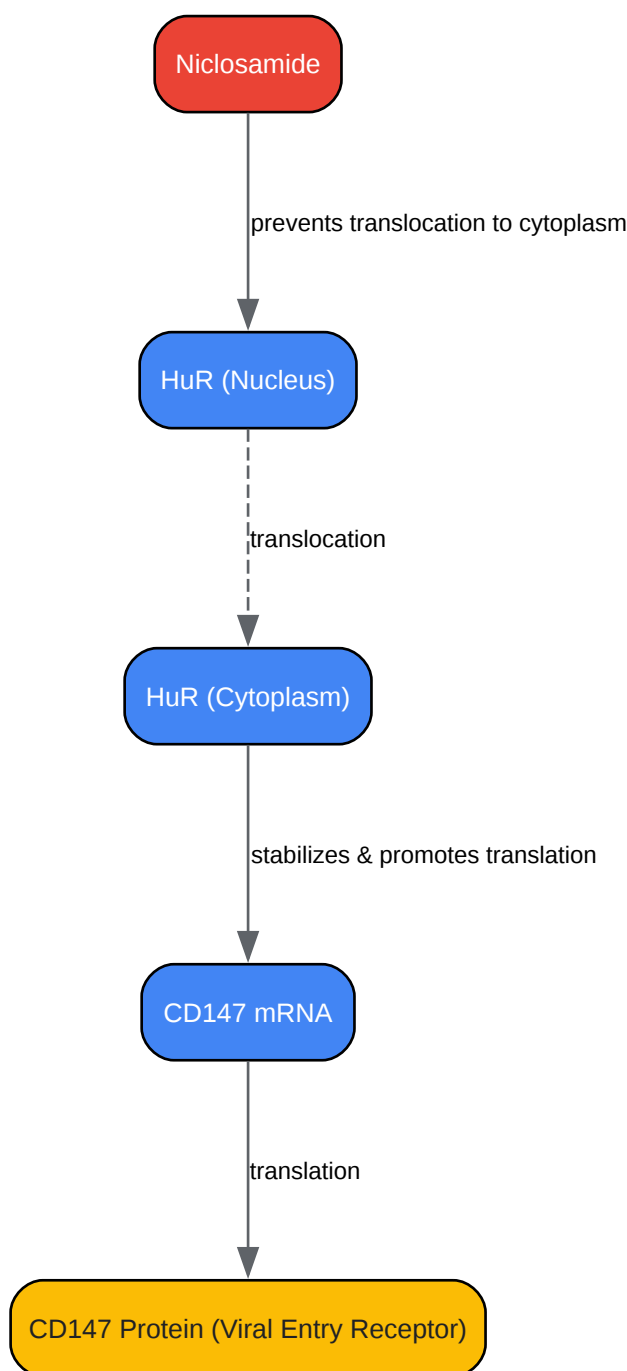 Niclosamide
prevents translocation to cytoplasm
HuR (Nucleus)
translocation
HuR (Cytoplasm)
stabilizes & promotes translation
CD147 mRNA
translation
CD147 Protein (Viral Entry Receptor)